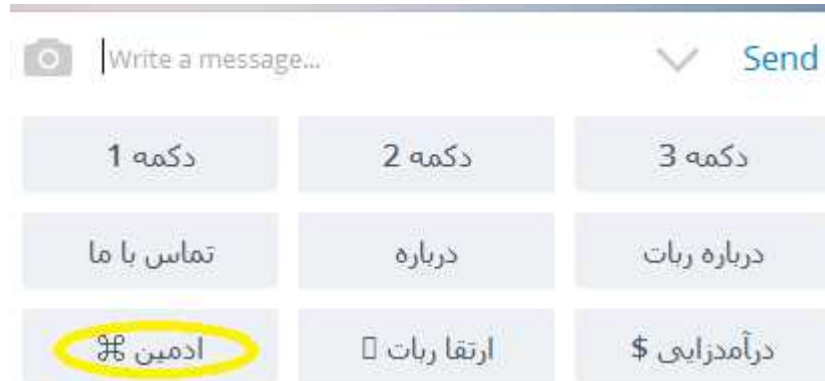 Write a message...
Send
دکمه 1
دکمه 2
دکمه 3
تماس با ما
درباره
درباره ربات
ادمین ⌘
ارتقا ربات
درآمدزایی $